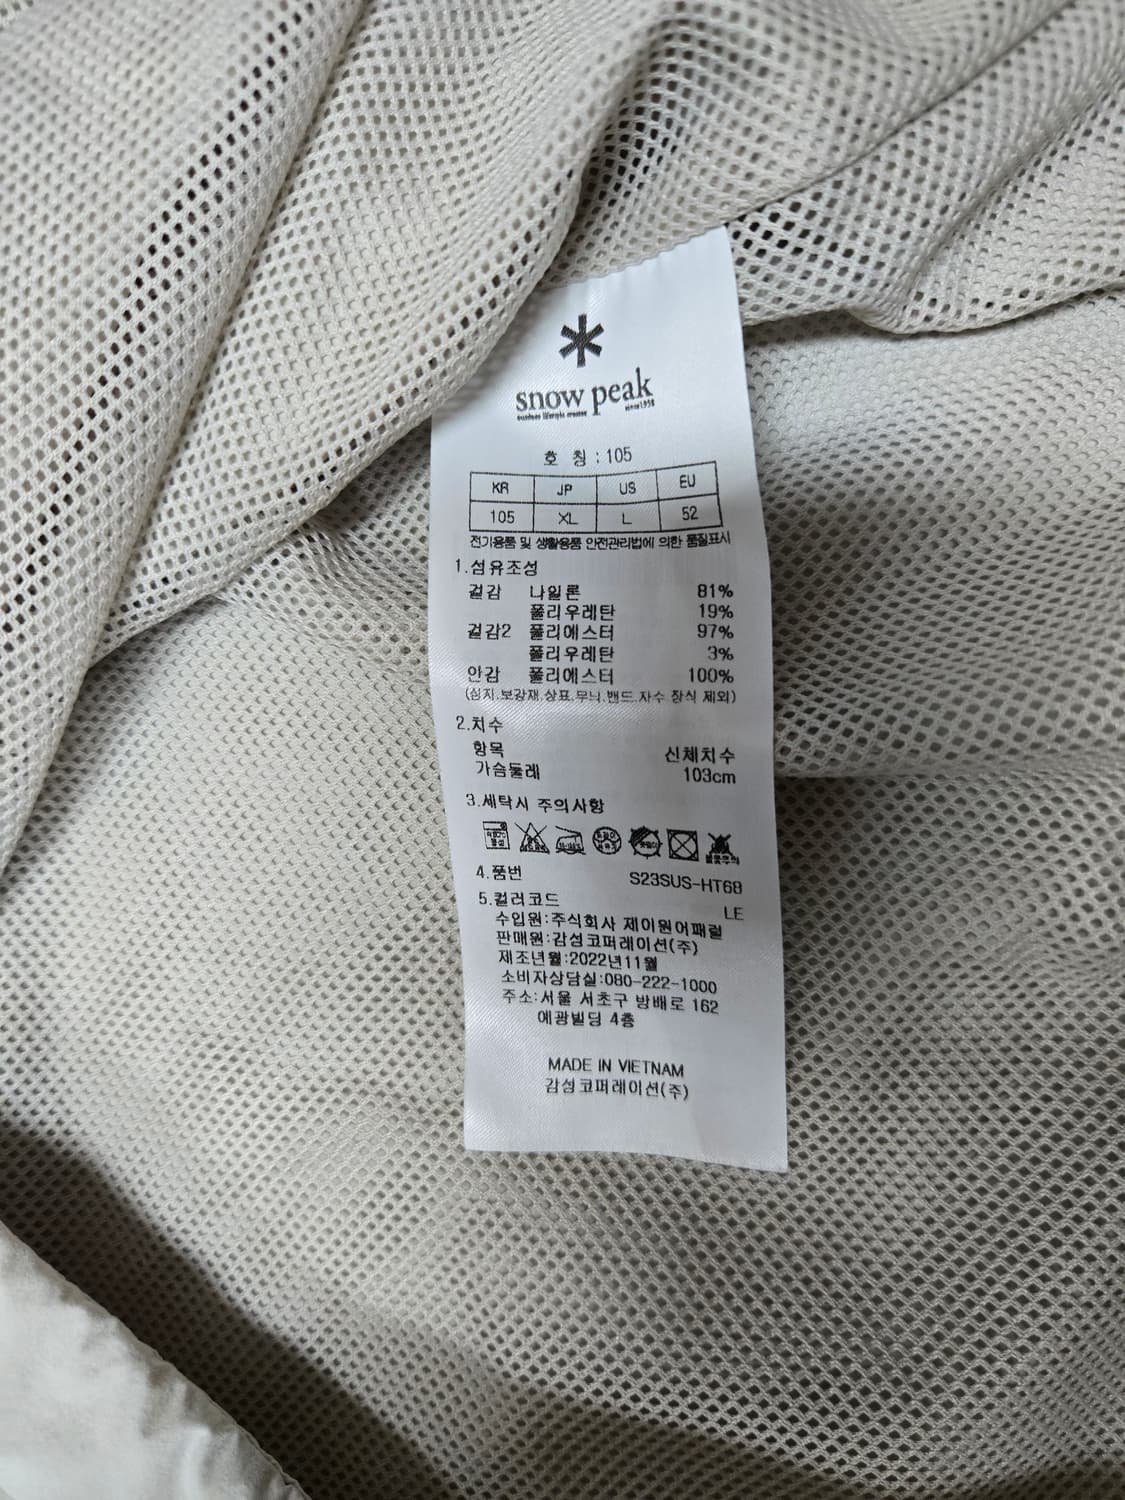 snow peak
호 칭 : 105
KR JP US EU
105 XL L 52
전기용품 및 생활용품 안전관리법에 의한 품질표시
1.섬유조성
겉감 나일론 81%
폴리우레탄 19%
겉감2 폴리에스터 97%
폴리우레탄 3%
안감 폴리에스터 100%
(심지.보강재.상표.무늬.밴드.자수 장식 제외)
2.치수
항목 신체치수
가슴둘레 103cm
3.세탁시 주의사항
4.품번 S23SUS-HT68
5.컬러코드 LE
수입원:주식회사 제이원어패럴
판매원:감성코퍼레이션(주)
제조년월:2022년11월
소비자상담실:080-222-1000
주소:서울 서초구 방배로 162
예광빌딩 4층
MADE IN VIETNAM
감성코퍼레이션(주)